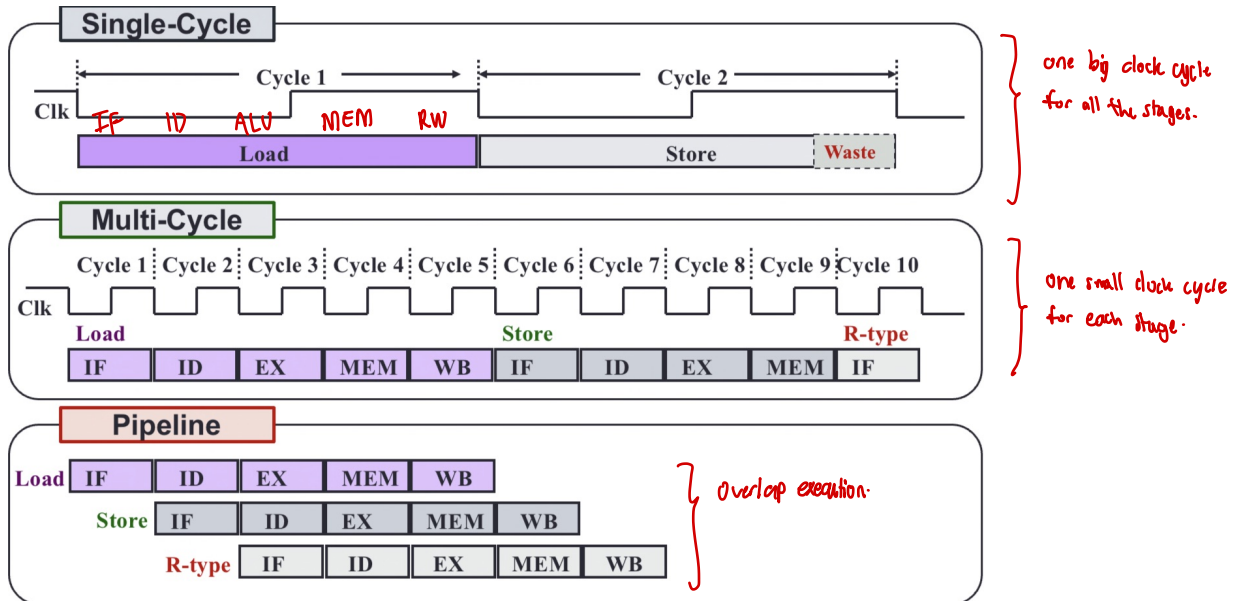 Single-Cycle
Cycle 1
Cycle 2
Clk
IF ID ALU MEM RW
Load
Store
Waste
one big clock cycle
for all the stages.
Multi-Cycle
Cycle 1 Cycle 2 Cycle 3 Cycle 4 Cycle 5 Cycle 6 Cycle 7 Cycle 8 Cycle 9 Cycle 10
Clk
Load Store R-type
IF ID EX MEM WB IF ID EX MEM IF
one small clock cycle
for each stage.
Pipeline
Load IF ID EX MEM WB
Store IF ID EX MEM WB
R-type IF ID EX MEM WB
overlap execution.